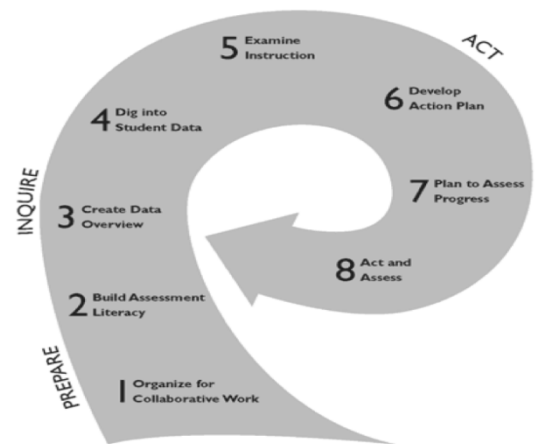 PREPARE
1 Organize for
Collaborative Work
2 Build Assessment
Literacy
INQUIRE
3 Create Data
Overview
4 Dig into
Student Data
5 Examine
Instruction
ACT
6 Develop
Action Plan
7 Plan to Assess
Progress
8 Act and
Assess